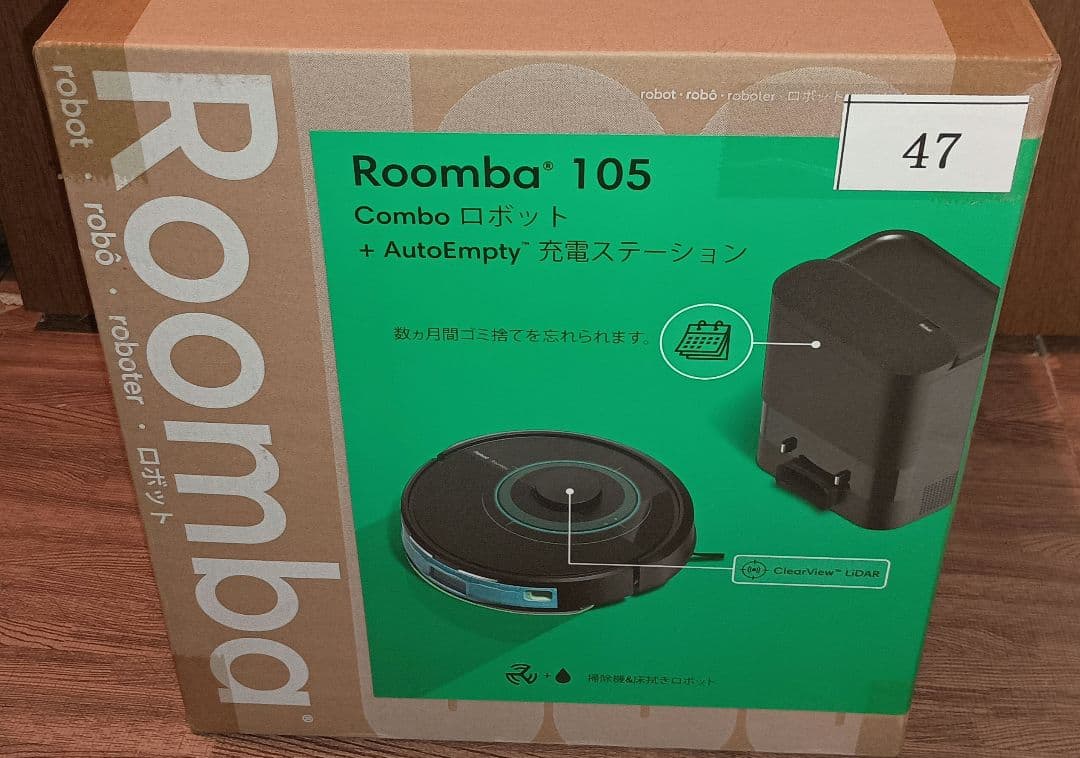 robot · robô · roboter · ロボット
Roomba®
robot · robô · roboter · ロボット
47
Roomba® 105
Combo ロボット
+ AutoEmpty™ 充電ステーション
数ヵ月間ゴミ捨てを忘れられます。
ClearView™ LiDAR
+
掃除機&床拭きロボット